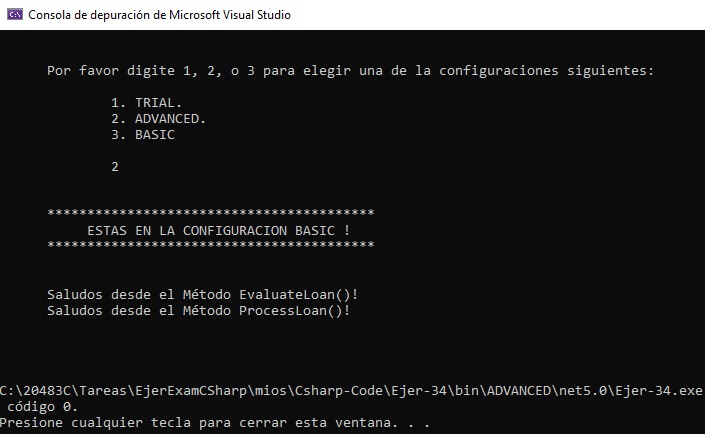 Consola de depuración de Microsoft Visual Studio
Por favor digite 1, 2, o 3 para elegir una de la configuraciones siguientes:
1. TRIAL.
2. ADVANCED.
3. BASIC
2
*****************************************
ESTAS EN LA CONFIGURACION BASIC !
*****************************************
Saludos desde el Método EvaluateLoan()!
Saludos desde el Método ProcessLoan()!
C:\20483C\Tareas\EjerExamCSharp\mios\Csharp-Code\Ejer-34\bin\ADVANCED\net5.0\Ejer-34.exe
código 0.
Presione cualquier tecla para cerrar esta ventana. . .